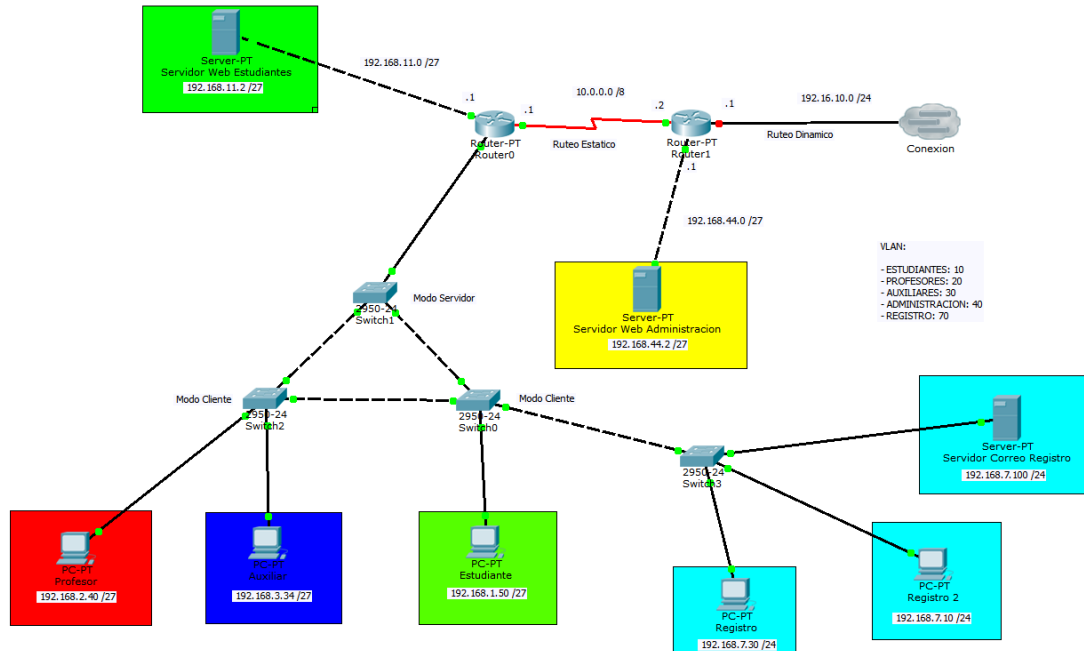 Server-PT
Servidor Web Estudiantes
192.168.11.2 /27
192.168.11.0 /27
.1
Router-PT
Router0
.1
10.0.0.0 /8
Ruteo Estatico
.2
Router-PT
Router1
.1
.1
192.16.10.0 /24
Ruteo Dinamico
Conexion
192.168.44.0 /27
Server-PT
Servidor Web Administracion
192.168.44.2 /27
VLAN:
- ESTUDIANTES: 10
- PROFESORES: 20
- AUXILIARES: 30
- ADMINISTRACION: 40
- REGISTRO: 70
2950-24
Switch1
Modo Servidor
Modo Cliente
2950-24
Switch2
2950-24
Switch0
Modo Cliente
2950-24
Switch3
Server-PT
Servidor Correo Registro
192.168.7.100 /24
PC-PT
Profesor
192.168.2.40 /27
PC-PT
Auxiliar
192.168.3.34 /27
PC-PT
Estudiante
192.168.1.50 /27
PC-PT
Registro
192.168.7.30 /24
PC-PT
Registro 2
192.168.7.10 /24